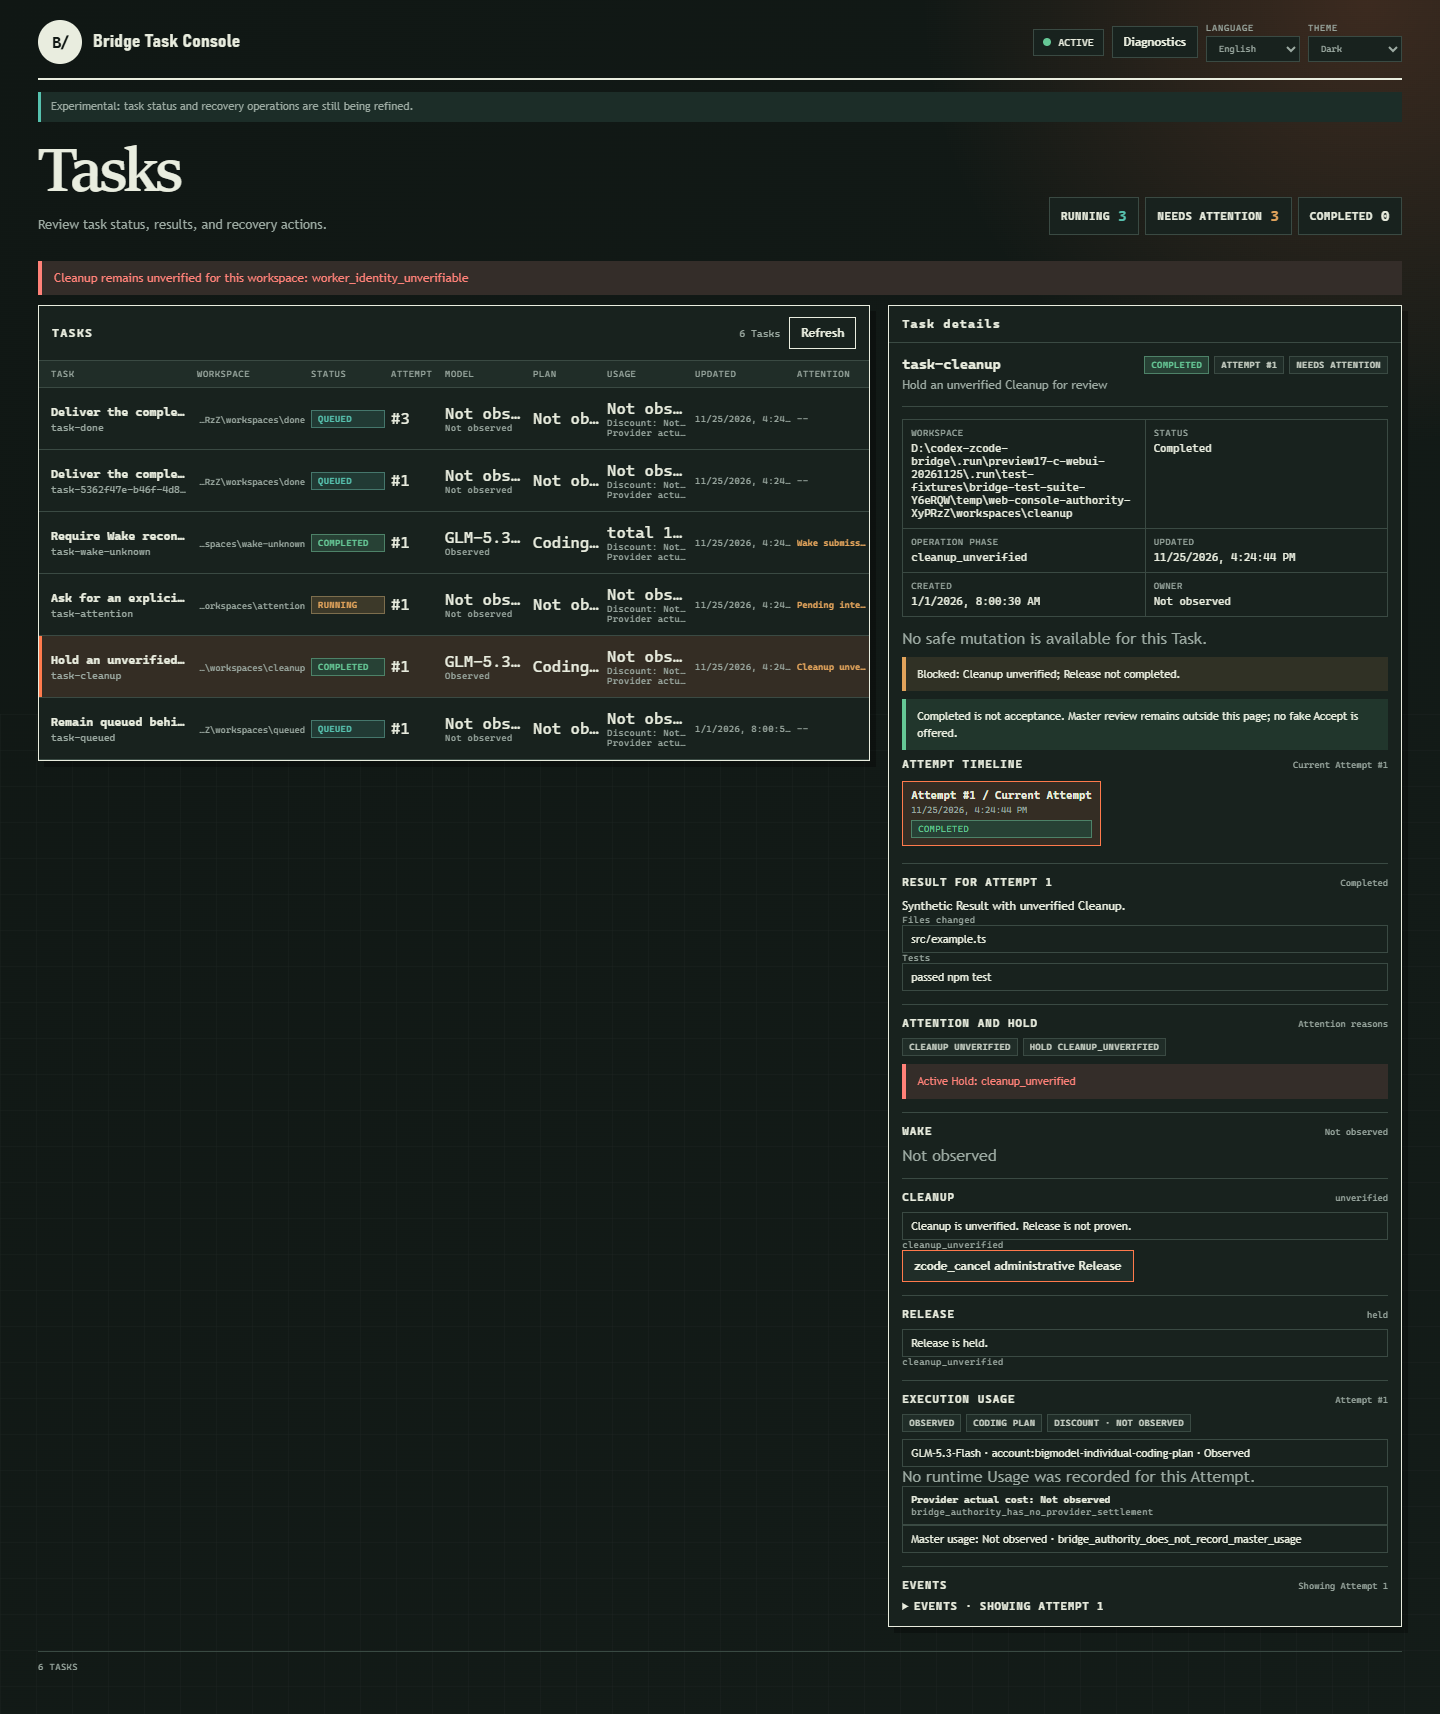 B/
Bridge Task Console
ACTIVE
Diagnostics
LANGUAGE
English
THEME
Dark
Experimental: task status and recovery operations are still being refined.
Tasks
Review task status, results, and recovery actions.
RUNNING 3
NEEDS ATTENTION 3
COMPLETED 0
Cleanup remains unverified for this workspace: worker_identity_unverifiable
TASKS
6 Tasks
Refresh
TASK WORKSPACE STATUS ATTEMPT MODEL PLAN USAGE UPDATED ATTENTION
Deliver the comple…
task-done
…RzZ\workspaces\done
QUEUED
#3
Not obs…
Not observed
Not ob…
Not obs…
Discount: Not…
Provider actu…
11/25/2026, 4:24…
--
Deliver the comple…
task-5362f47e-b46f-4d8…
…RzZ\workspaces\done
QUEUED
#1
Not obs…
Not observed
Not ob…
Not obs…
Discount: Not…
Provider actu…
11/25/2026, 4:24…
--
Require Wake recon…
task-wake-unknown
…spaces\wake-unknown
COMPLETED
#1
GLM-5.3…
Observed
Coding…
total 1…
Discount: Not…
Provider actu…
11/25/2026, 4:24…
Wake submiss…
Ask for an explici…
task-attention
…orkspaces\attention
RUNNING
#1
Not obs…
Not observed
Not ob…
Not obs…
Discount: Not…
Provider actu…
11/25/2026, 4:24…
Pending inte…
Hold an unverified…
task-cleanup
…\workspaces\cleanup
COMPLETED
#1
GLM-5.3…
Observed
Coding…
Not obs…
Discount: Not…
Provider actu…
11/25/2026, 4:24…
Cleanup unve…
Remain queued behi…
task-queued
…Z\workspaces\queued
QUEUED
#1
Not obs…
Not observed
Not ob…
Not obs…
Discount: Not…
Provider actu…
1/1/2026, 8:00:5…
--
Task details
task-cleanup
COMPLETED
ATTEMPT #1
NEEDS ATTENTION
Hold an unverified Cleanup for review
WORKSPACE
D:\codex-zcode-
bridge\.run\preview17-c-webui-
20261125\.run\test-
fixtures\bridge-test-suite-
Y6eRQW\temp\web-console-authority-
XyPRzZ\workspaces\cleanup
STATUS
Completed
OPERATION PHASE
cleanup_unverified
UPDATED
11/25/2026, 4:24:44 PM
CREATED
1/1/2026, 8:00:30 AM
OWNER
Not observed
No safe mutation is available for this Task.
Blocked: Cleanup unverified; Release not completed.
Completed is not acceptance. Master review remains outside this page; no fake Accept is
offered.
ATTEMPT TIMELINE
Current Attempt #1
Attempt #1 / Current Attempt
11/25/2026, 4:24:44 PM
COMPLETED
RESULT FOR ATTEMPT 1
Completed
Synthetic Result with unverified Cleanup.
Files changed
src/example.ts
Tests
passed npm test
ATTENTION AND HOLD
Attention reasons
CLEANUP UNVERIFIED
HOLD CLEANUP_UNVERIFIED
Active Hold: cleanup_unverified
WAKE
Not observed
Not observed
CLEANUP
unverified
Cleanup is unverified. Release is not proven.
cleanup_unverified
zcode_cancel administrative Release
RELEASE
held
Release is held.
cleanup_unverified
EXECUTION USAGE
Attempt #1
OBSERVED
CODING PLAN
DISCOUNT · NOT OBSERVED
GLM-5.3-Flash · account:bigmodel-individual-coding-plan · Observed
No runtime Usage was recorded for this Attempt.
Provider actual cost: Not observed
bridge_authority_has_no_provider_settlement
Master usage: Not observed · bridge_authority_does_not_record_master_usage
EVENTS
Showing Attempt 1
EVENTS · SHOWING ATTEMPT 1
6 TASKS